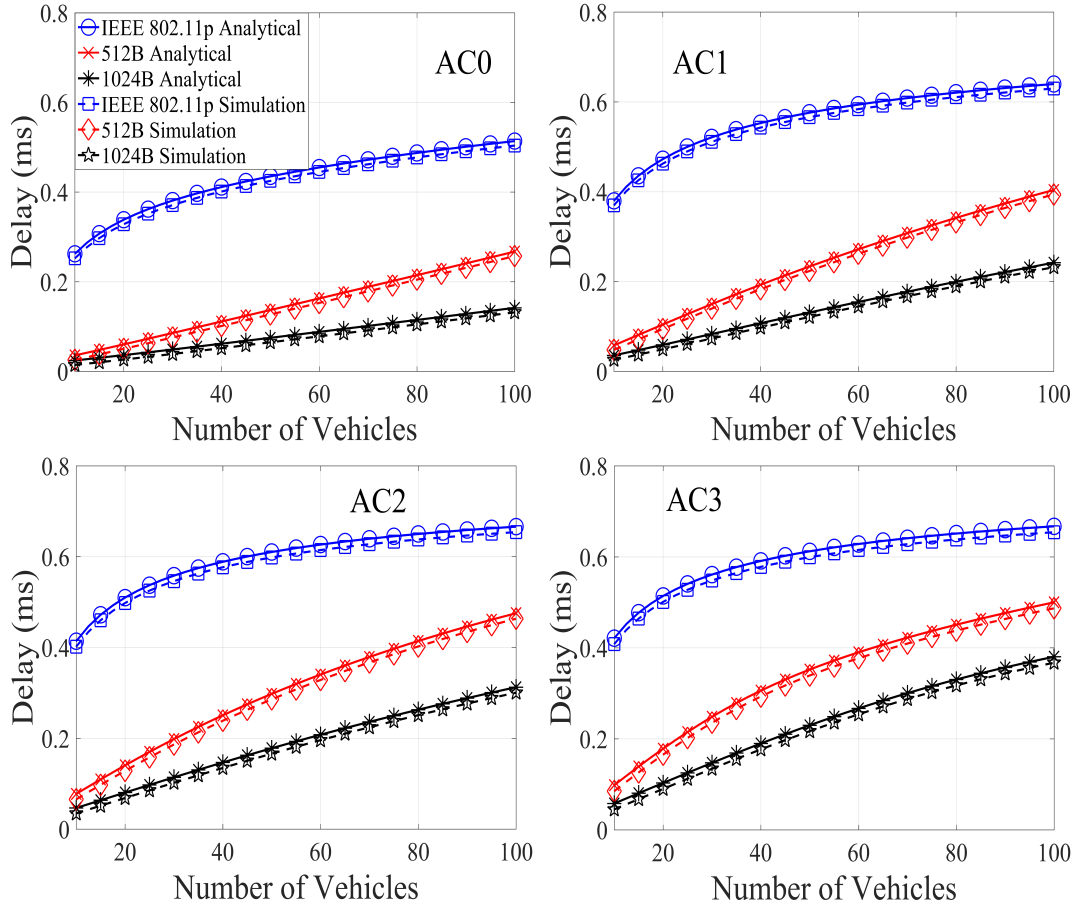 0.8
IEEE 802.11p Analytical
512B Analytical
1024B Analytical
IEEE 802.11p Simulation
512B Simulation
1024B Simulation
AC0
0.6
0.4
0.2
0
20
40
60
80
100
Delay (ms)
Number of Vehicles
0.8
AC1
0.6
0.4
0.2
0
20
40
60
80
100
Delay (ms)
Number of Vehicles
0.8
AC2
0.6
0.4
0.2
0
20
40
60
80
100
Delay (ms)
Number of Vehicles
0.8
AC3
0.6
0.4
0.2
0
20
40
60
80
100
Delay (ms)
Number of Vehicles